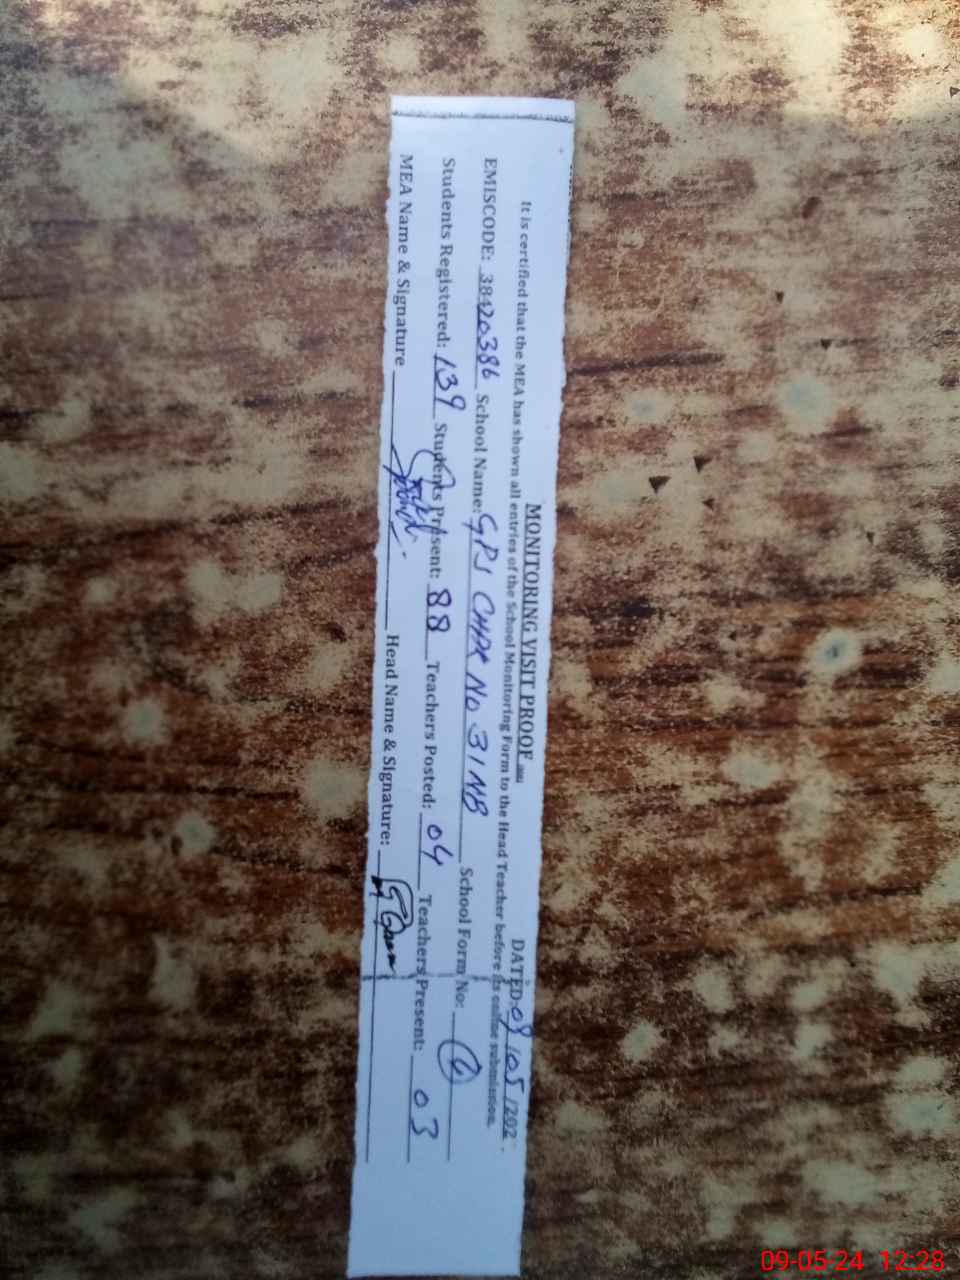 MONITORING VISIT PROOF DATED: 09/05/202
It is certified that the MEA has shown all entries of the School Monitoring Form to the Head Teacher before its online submission.
EMISCODE: 38420386 School Name: GPS CHAK No 31 NB School Form No: 6
Students Registered: 139 Students Present: 88 Teachers Posted: 04 Teachers Present: 03
MEA Name & Signature Head Name & Signature:
09-05-24 12:28